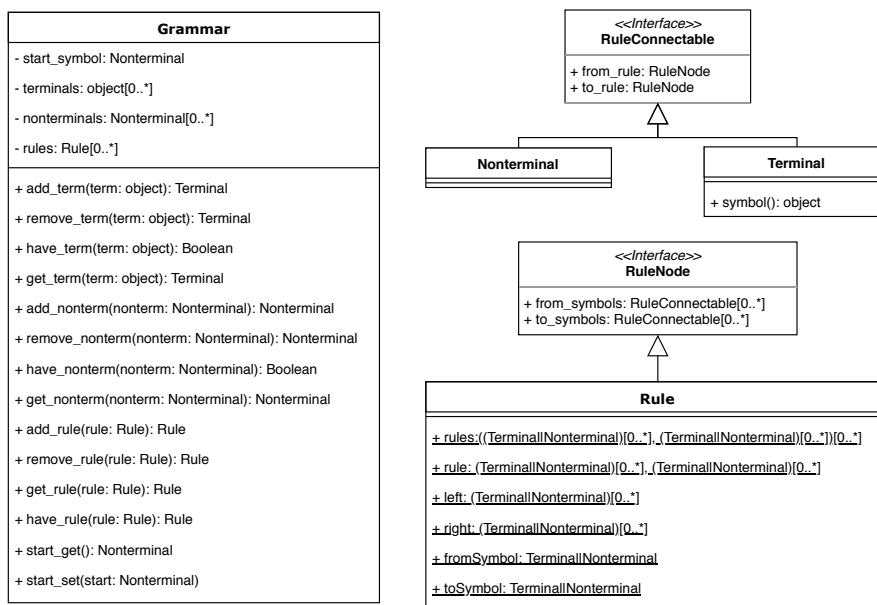 Grammar
- start_symbol: Nonterminal
- terminals: object[0..*]
- nonterminals: Nonterminal[0..*]
- rules: Rule[0..*]
+ add_term(term: object): Terminal
+ remove_term(term: object): Terminal
+ have_term(term: object): Boolean
+ get_term(term: object): Terminal
+ add_nonterm(nonterm: Nonterminal): Nonterminal
+ remove_nonterm(nonterm: Nonterminal): Nonterminal
+ have_nonterm(nonterm: Nonterminal): Boolean
+ get_nonterm(nonterm: Nonterminal): Nonterminal
+ add_rule(rule: Rule): Rule
+ remove_rule(rule: Rule): Rule
+ get_rule(rule: Rule): Rule
+ have_rule(rule: Rule): Rule
+ start_get(): Nonterminal
+ start_set(start: Nonterminal)
<<Interface>>
RuleConnectable
+ from_rule: RuleNode
+ to_rule: RuleNode
Nonterminal
Terminal
+ symbol(): object
<<Interface>>
RuleNode
+ from_symbols: RuleConnectable[0..*]
+ to_symbols: RuleConnectable[0..*]
Rule
+ rules:((Terminal|Nonterminal)[0..*], (Terminal|Nonterminal)[0..*])[0..*]
+ rule: (Terminal|Nonterminal)[0..*], (Terminal|Nonterminal)[0..*]
+ left: (Terminal|Nonterminal)[0..*]
+ right: (Terminal|Nonterminal)[0..*]
+ fromSymbol: Terminal|Nonterminal
+ toSymbol: Terminal|Nonterminal